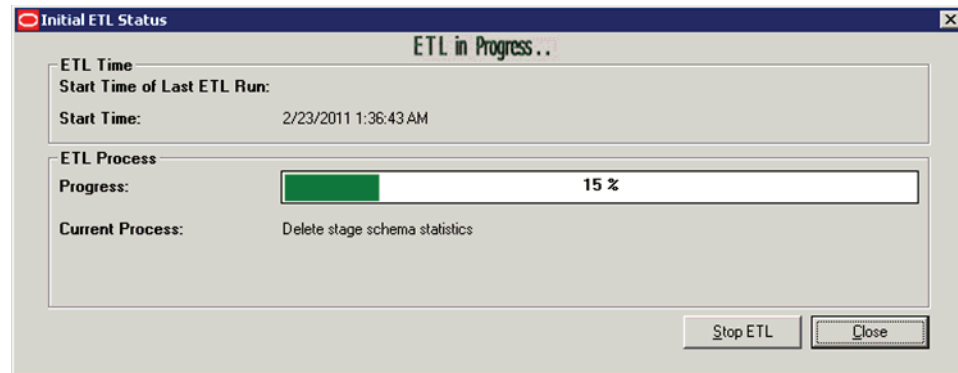 Initial ETL Status
ETL in Progress..
ETL Time
Start Time of Last ETL Run:
Start Time: 2/23/2011 1:36:43 AM
ETL Process
Progress: 15 %
Current Process: Delete stage schema statistics
Stop ETL Close